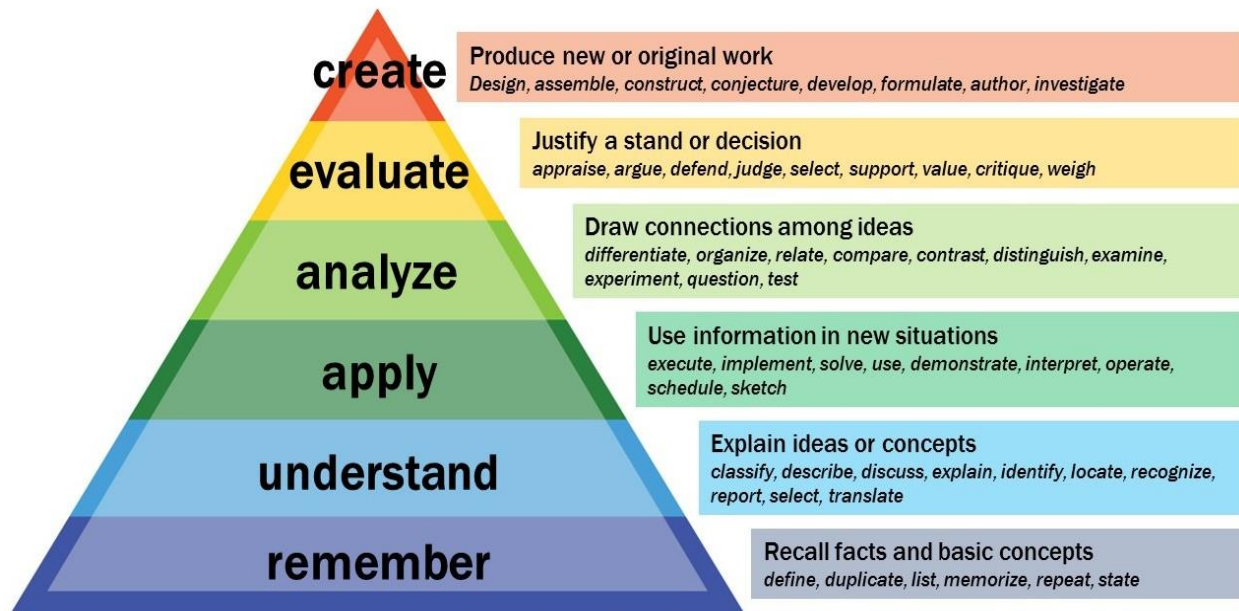 create
Produce new or original work
Design, assemble, construct, conjecture, develop, formulate, author, investigate
evaluate
Justify a stand or decision
appraise, argue, defend, judge, select, support, value, critique, weigh
analyze
Draw connections among ideas
differentiate, organize, relate, compare, contrast, distinguish, examine,
experiment, question, test
apply
Use information in new situations
execute, implement, solve, use, demonstrate, interpret, operate,
schedule, sketch
understand
Explain ideas or concepts
classify, describe, discuss, explain, identify, locate, recognize,
report, select, translate
remember
Recall facts and basic concepts
define, duplicate, list, memorize, repeat, state